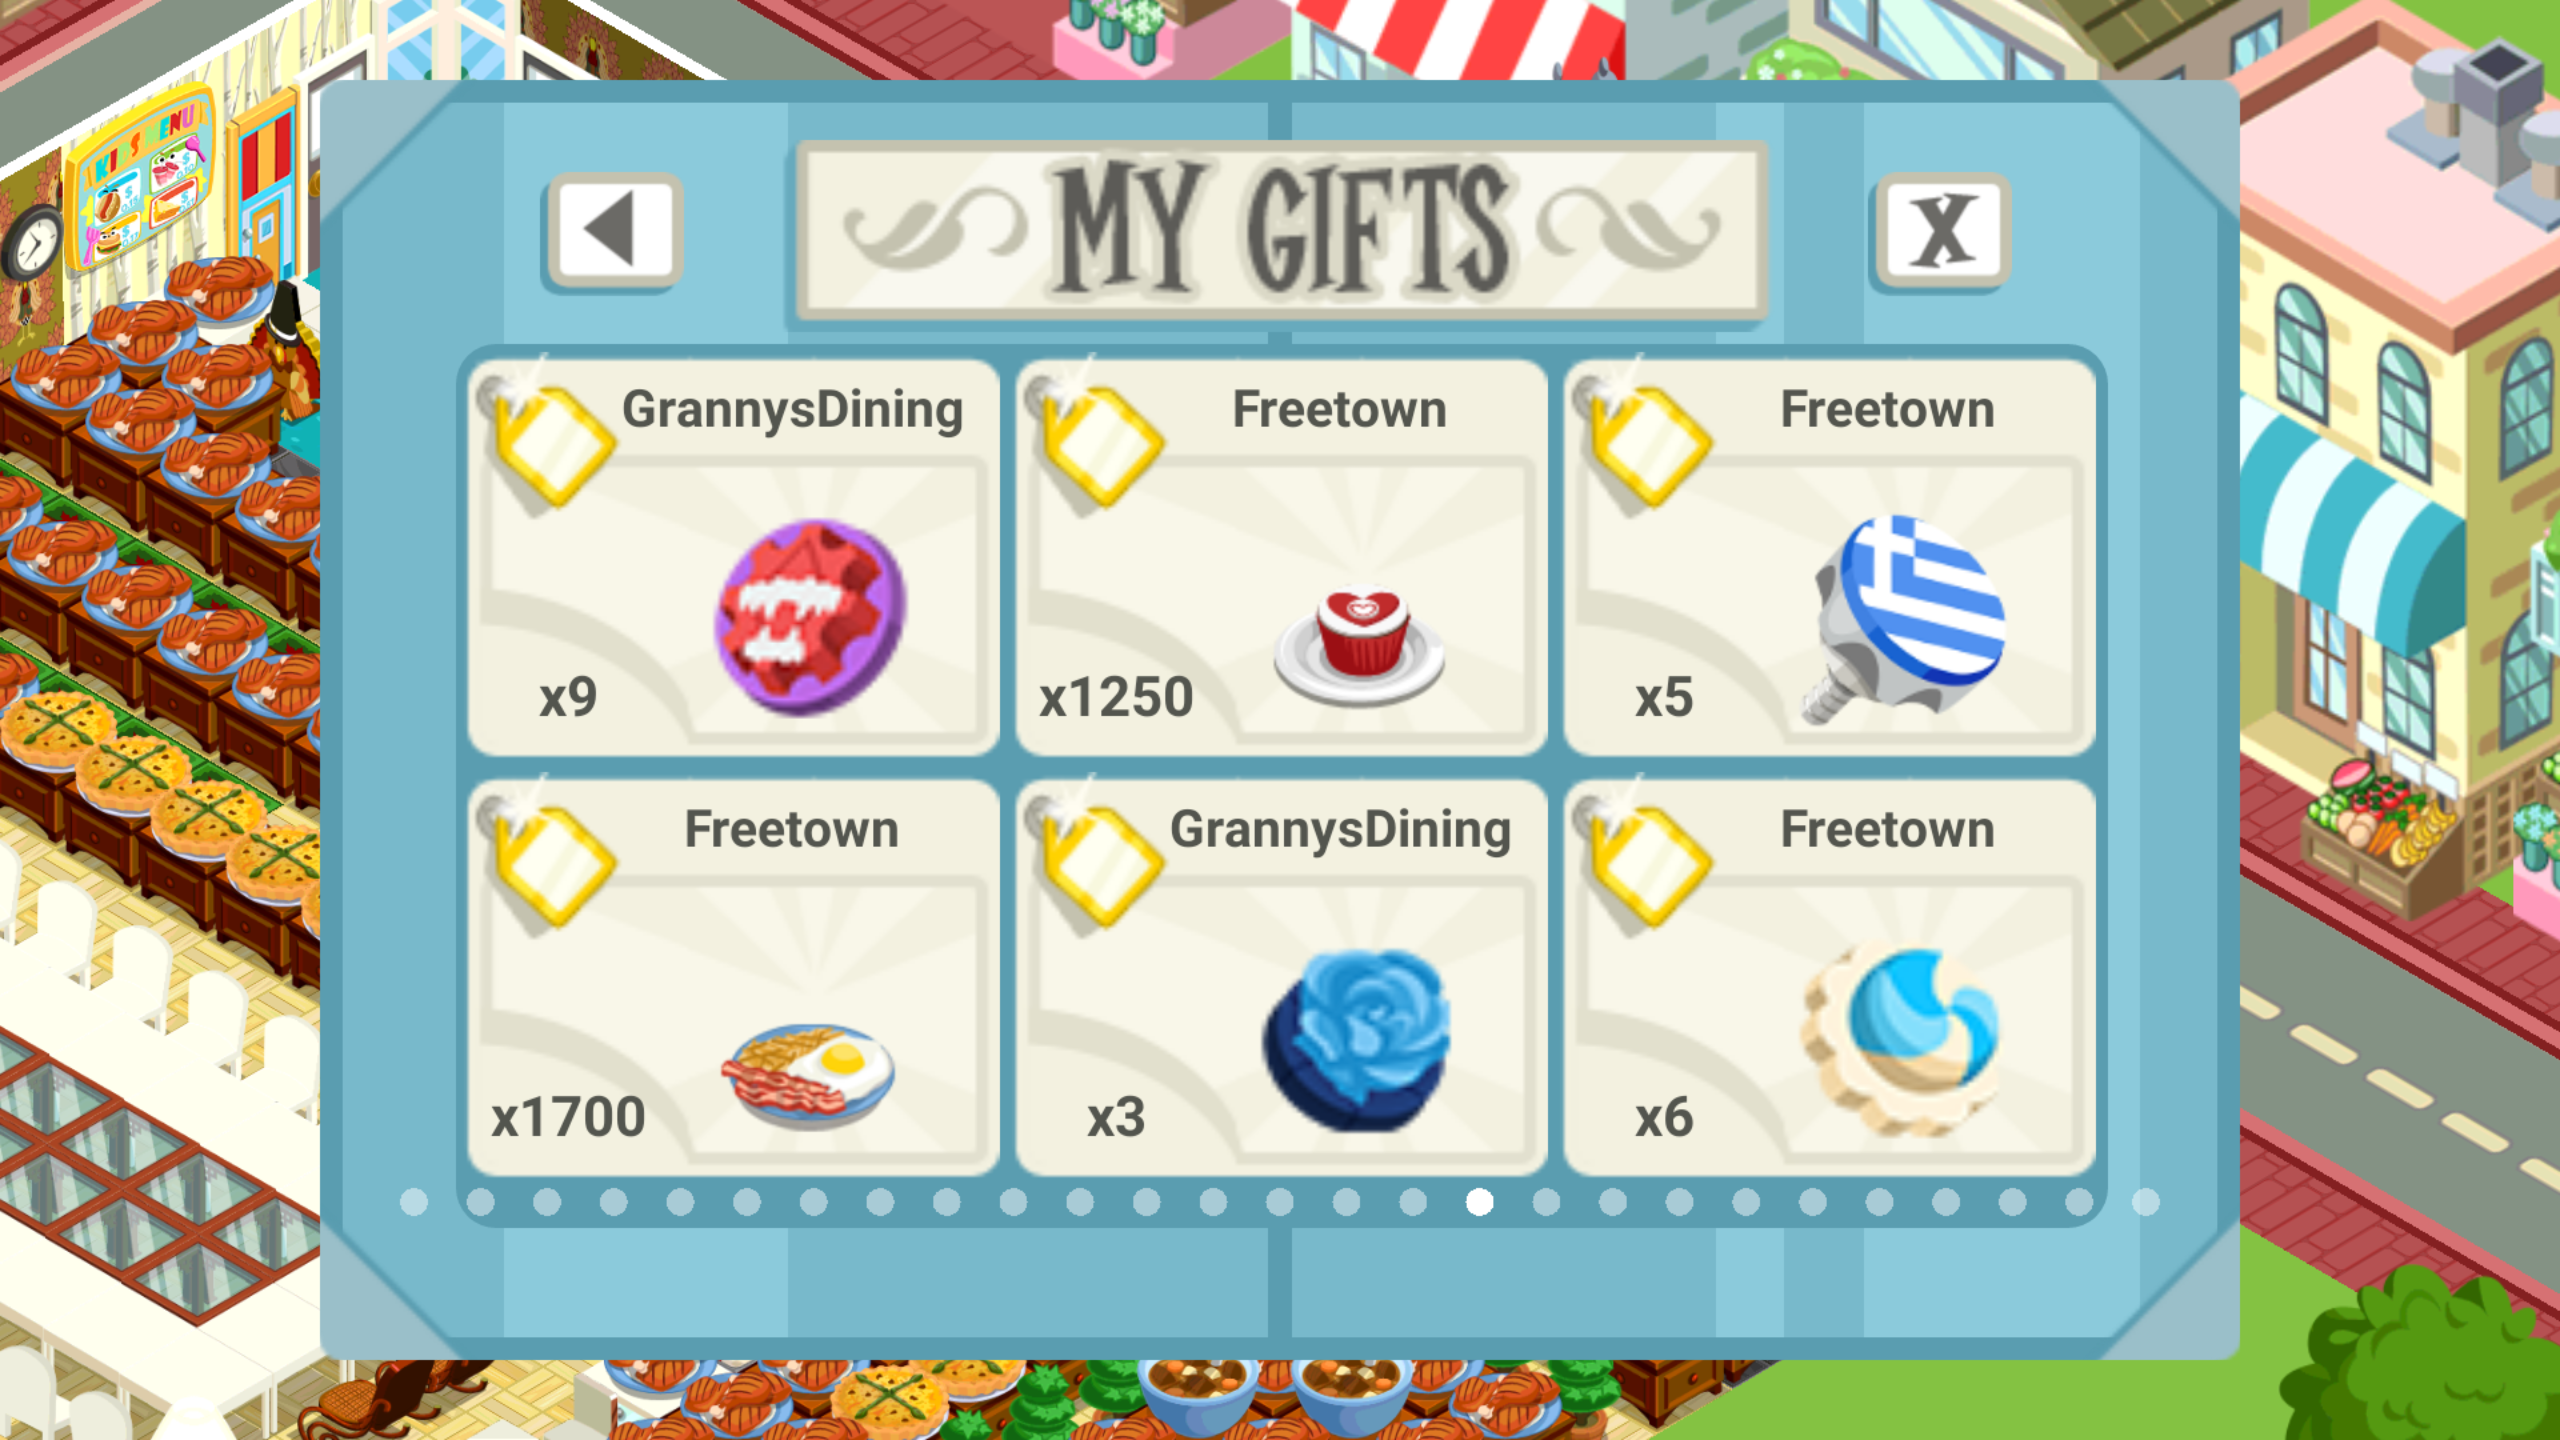 KIDS MENU
MY GIFTS
X
GrannysDining
x9
Freetown
x1250
Freetown
x5
Freetown
x1700
GrannysDining
x3
Freetown
x6